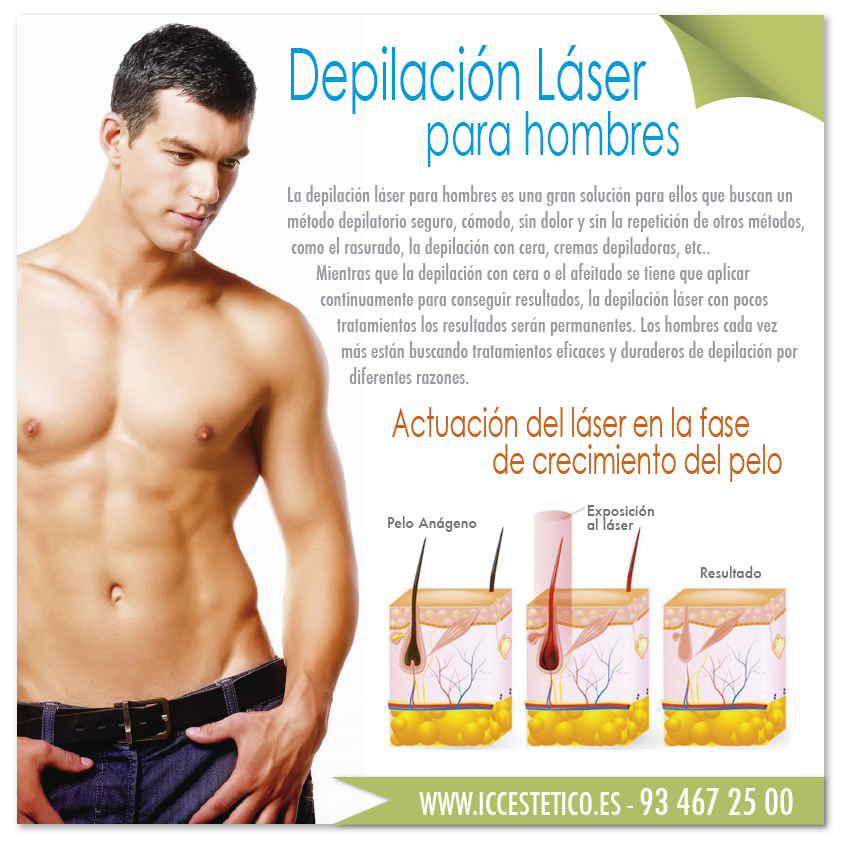 Depilación Láser
para hombres
La depilación láser para hombres es una gran solución para ellos que buscan un
método depilatorio seguro, cómodo, sin dolor y sin la repetición de otros métodos,
como el rasurado, la depilación con cera, cremas depiladoras, etc..
Mientras que la depilación con cera o el afeitado se tiene que aplicar
continuamente para conseguir resultados, la depilación láser con pocos
tratamientos los resultados serán permanentes. Los hombres cada vez
más están buscando tratamientos eficaces y duraderos de depilación por
diferentes razones.
Actuación del láser en la fase
de crecimiento del pelo
Pelo Anágeno
Exposición
al láser
Resultado
WWW.ICCESTETICO.ES - 93 467 25 00